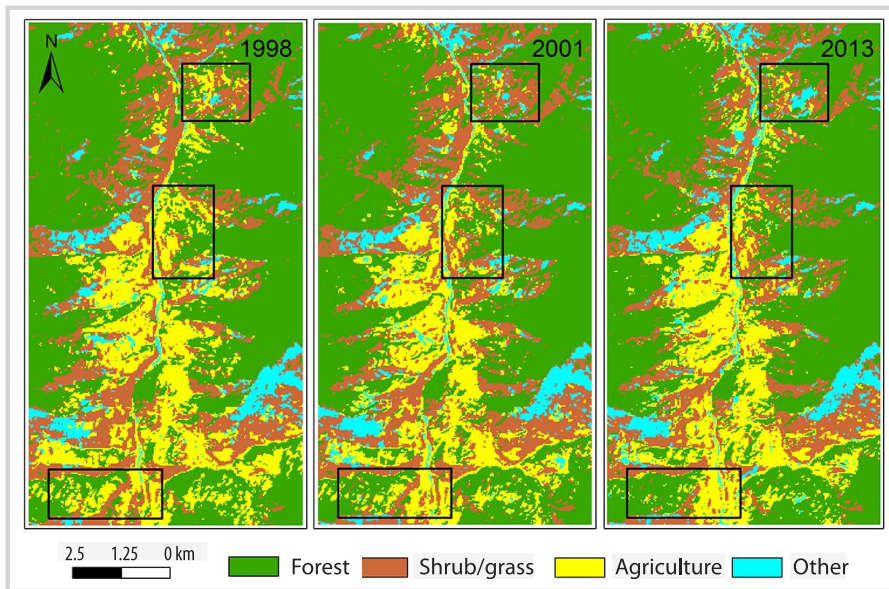 N
1998
2001
2013
2.5 1.25 0 km
Forest
Shrub/grass
Agriculture
Other